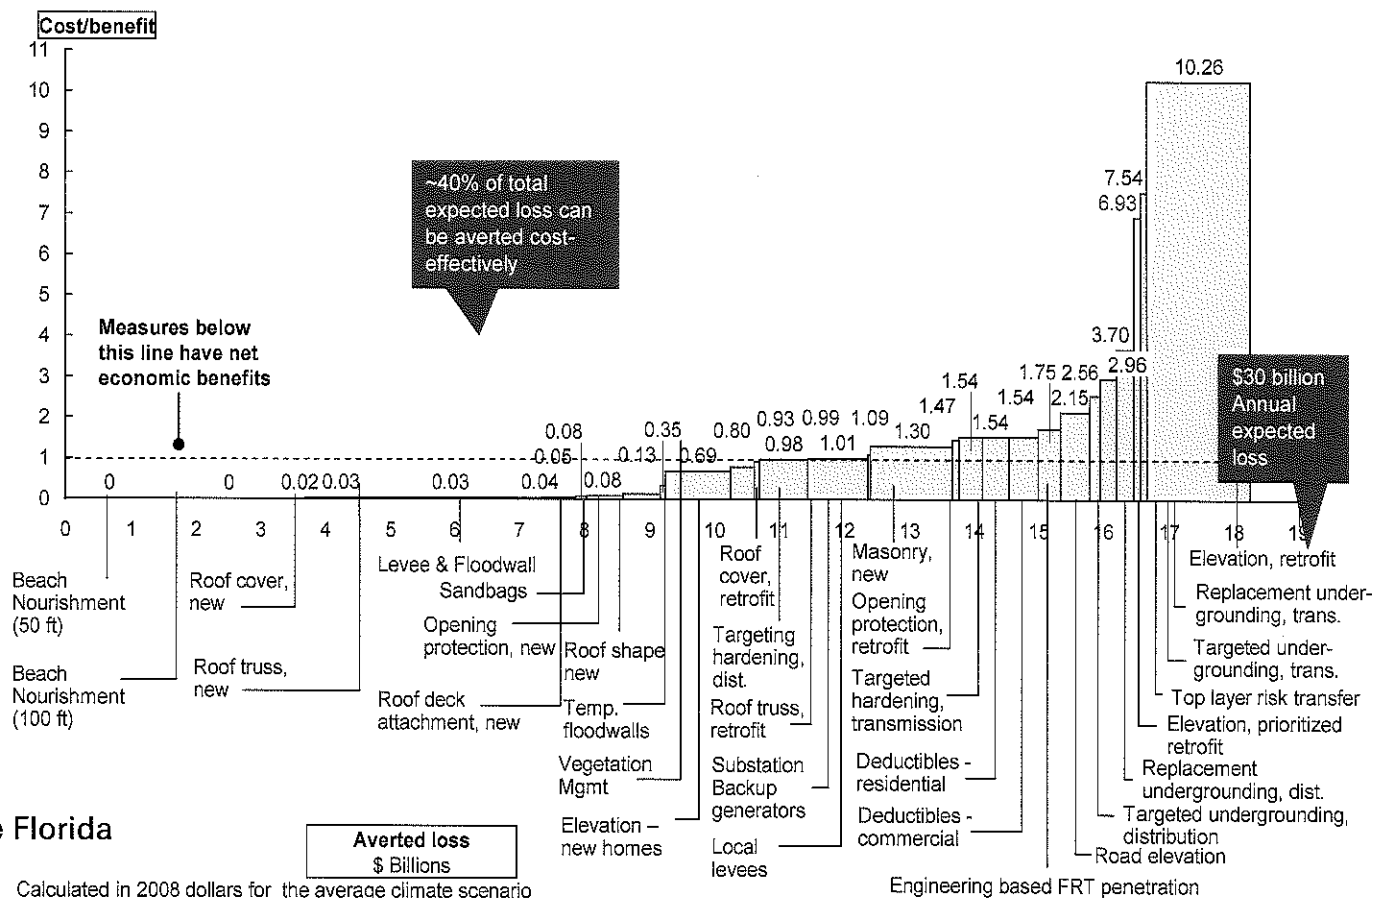 Cost/benefit
11
10
9
8
7
6
5
4
3
2
1
0
~40% of total
expected loss can
be averted cost-
effectively
Measures below
this line have net
economic benefits
$30 billion
Annual
expected
loss
0
0
0.02
0.03
0.03
0.04
0.05
0.08
0.08
0.13
0.35
0.69
0.80
0.93
0.98
0.99
1.01
1.09
1.30
1.47
1.54
1.54
1.54
1.75
2.15
2.56
2.96
3.70
6.93
7.54
10.26
0 1 2 3 4 5 6 7 8 9 10 11 12 13 14 15 16 17 18 19
Beach
Nourishment
(50 ft)
Beach
Nourishment
(100 ft)
Roof cover,
new
Roof truss,
new
Levee & Floodwall
Sandbags
Opening
protection, new
Roof deck
attachment, new
Roof shape
new
Temp.
floodwalls
Vegetation
Mgmt
Elevation –
new homes
Roof
cover,
retrofit
Targeting
hardening,
dist.
Roof truss,
retrofit
Substation
Backup
generators
Local
levees
Masonry,
new
Opening
protection,
retrofit
Targeted
hardening,
transmission
Deductibles -
residential
Deductibles -
commercial
Engineering based FRT penetration
Elevation, retrofit
Replacement under-
grounding, trans.
Targeted under-
grounding, trans.
Top layer risk transfer
Elevation, prioritized
retrofit
Replacement
undergrounding, dist.
Targeted undergrounding,
distribution
Road elevation
e Florida
Averted loss
$ Billions
Calculated in 2008 dollars for the average climate scenario